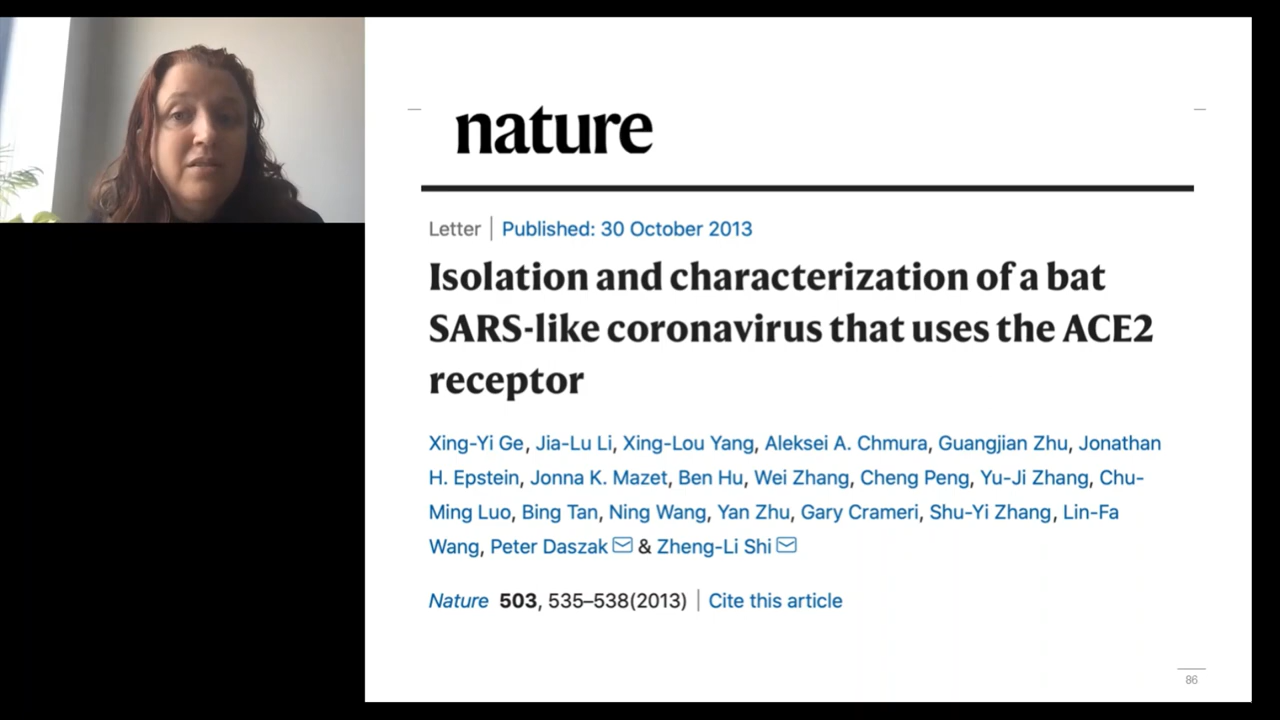 nature
Letter | Published: 30 October 2013
Isolation and characterization of a bat
SARS-like coronavirus that uses the ACE2
receptor
Xing-Yi Ge, Jia-Lu Li, Xing-Lou Yang, Aleksei A. Chmura, Guangjian Zhu, Jonathan
H. Epstein, Jonna K. Mazet, Ben Hu, Wei Zhang, Cheng Peng, Yu-Ji Zhang, Chu-
Ming Luo, Bing Tan, Ning Wang, Yan Zhu, Gary Crameri, Shu-Yi Zhang, Lin-Fa
Wang, Peter Daszak & Zheng-Li Shi
Nature 503, 535–538(2013) | Cite this article
86